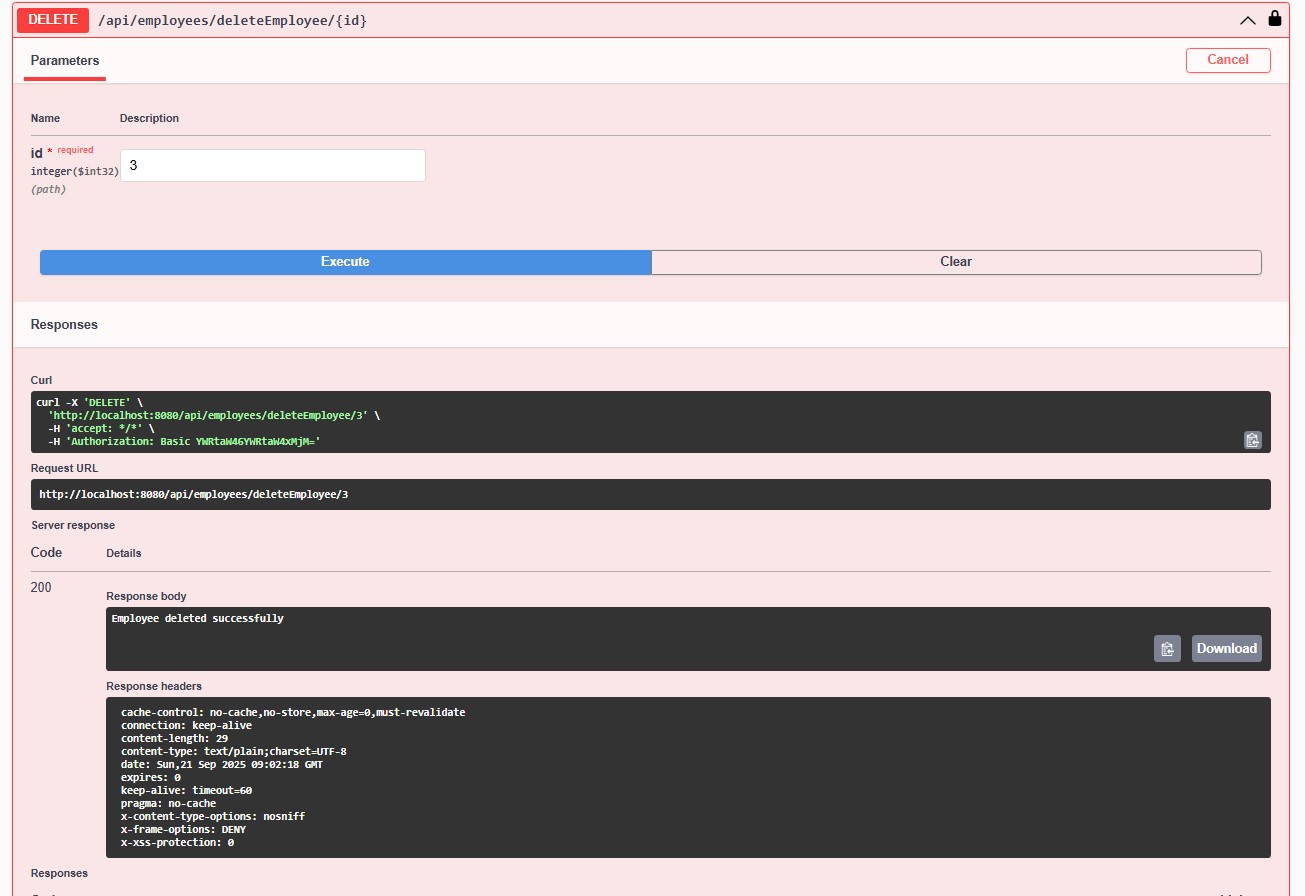 DELETE /api/employees/deleteEmployee/{id}
Parameters
Cancel
Name Description
id * required
integer($int32)
(path)
3
Execute Clear
Responses
Curl
curl -X 'DELETE' \
'http://localhost:8080/api/employees/deleteEmployee/3' \
-H 'accept: */*' \
-H 'Authorization: Basic YWRtaW46YWRtaW4xMjM='
Request URL
http://localhost:8080/api/employees/deleteEmployee/3
Server response
Code Details
200
Response body
Employee deleted successfully
Download
Response headers
cache-control: no-cache,no-store,max-age=0,must-revalidate
connection: keep-alive
content-length: 29
content-type: text/plain;charset=UTF-8
date: Sun,21 Sep 2025 09:02:18 GMT
expires: 0
keep-alive: timeout=60
pragma: no-cache
x-content-type-options: nosniff
x-frame-options: DENY
x-xss-protection: 0
Responses